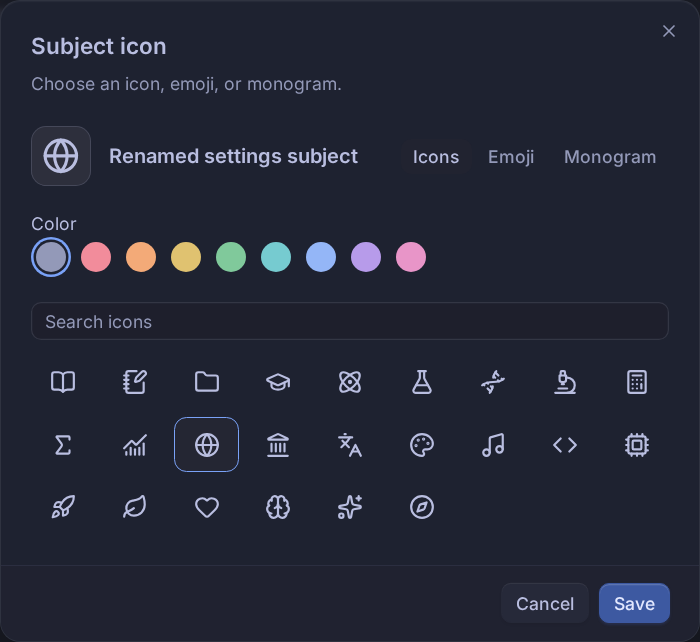 Subject icon
Choose an icon, emoji, or monogram.
Renamed settings subject
Icons
Emoji
Monogram
Color
Search icons
Cancel
Save